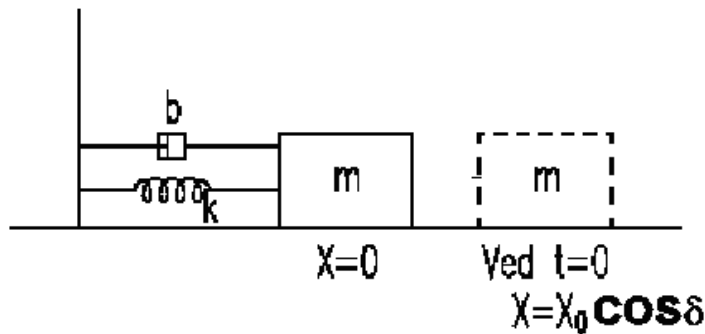 b
k
m
m
X=0
Ved t=0
X=X₀ cosδ